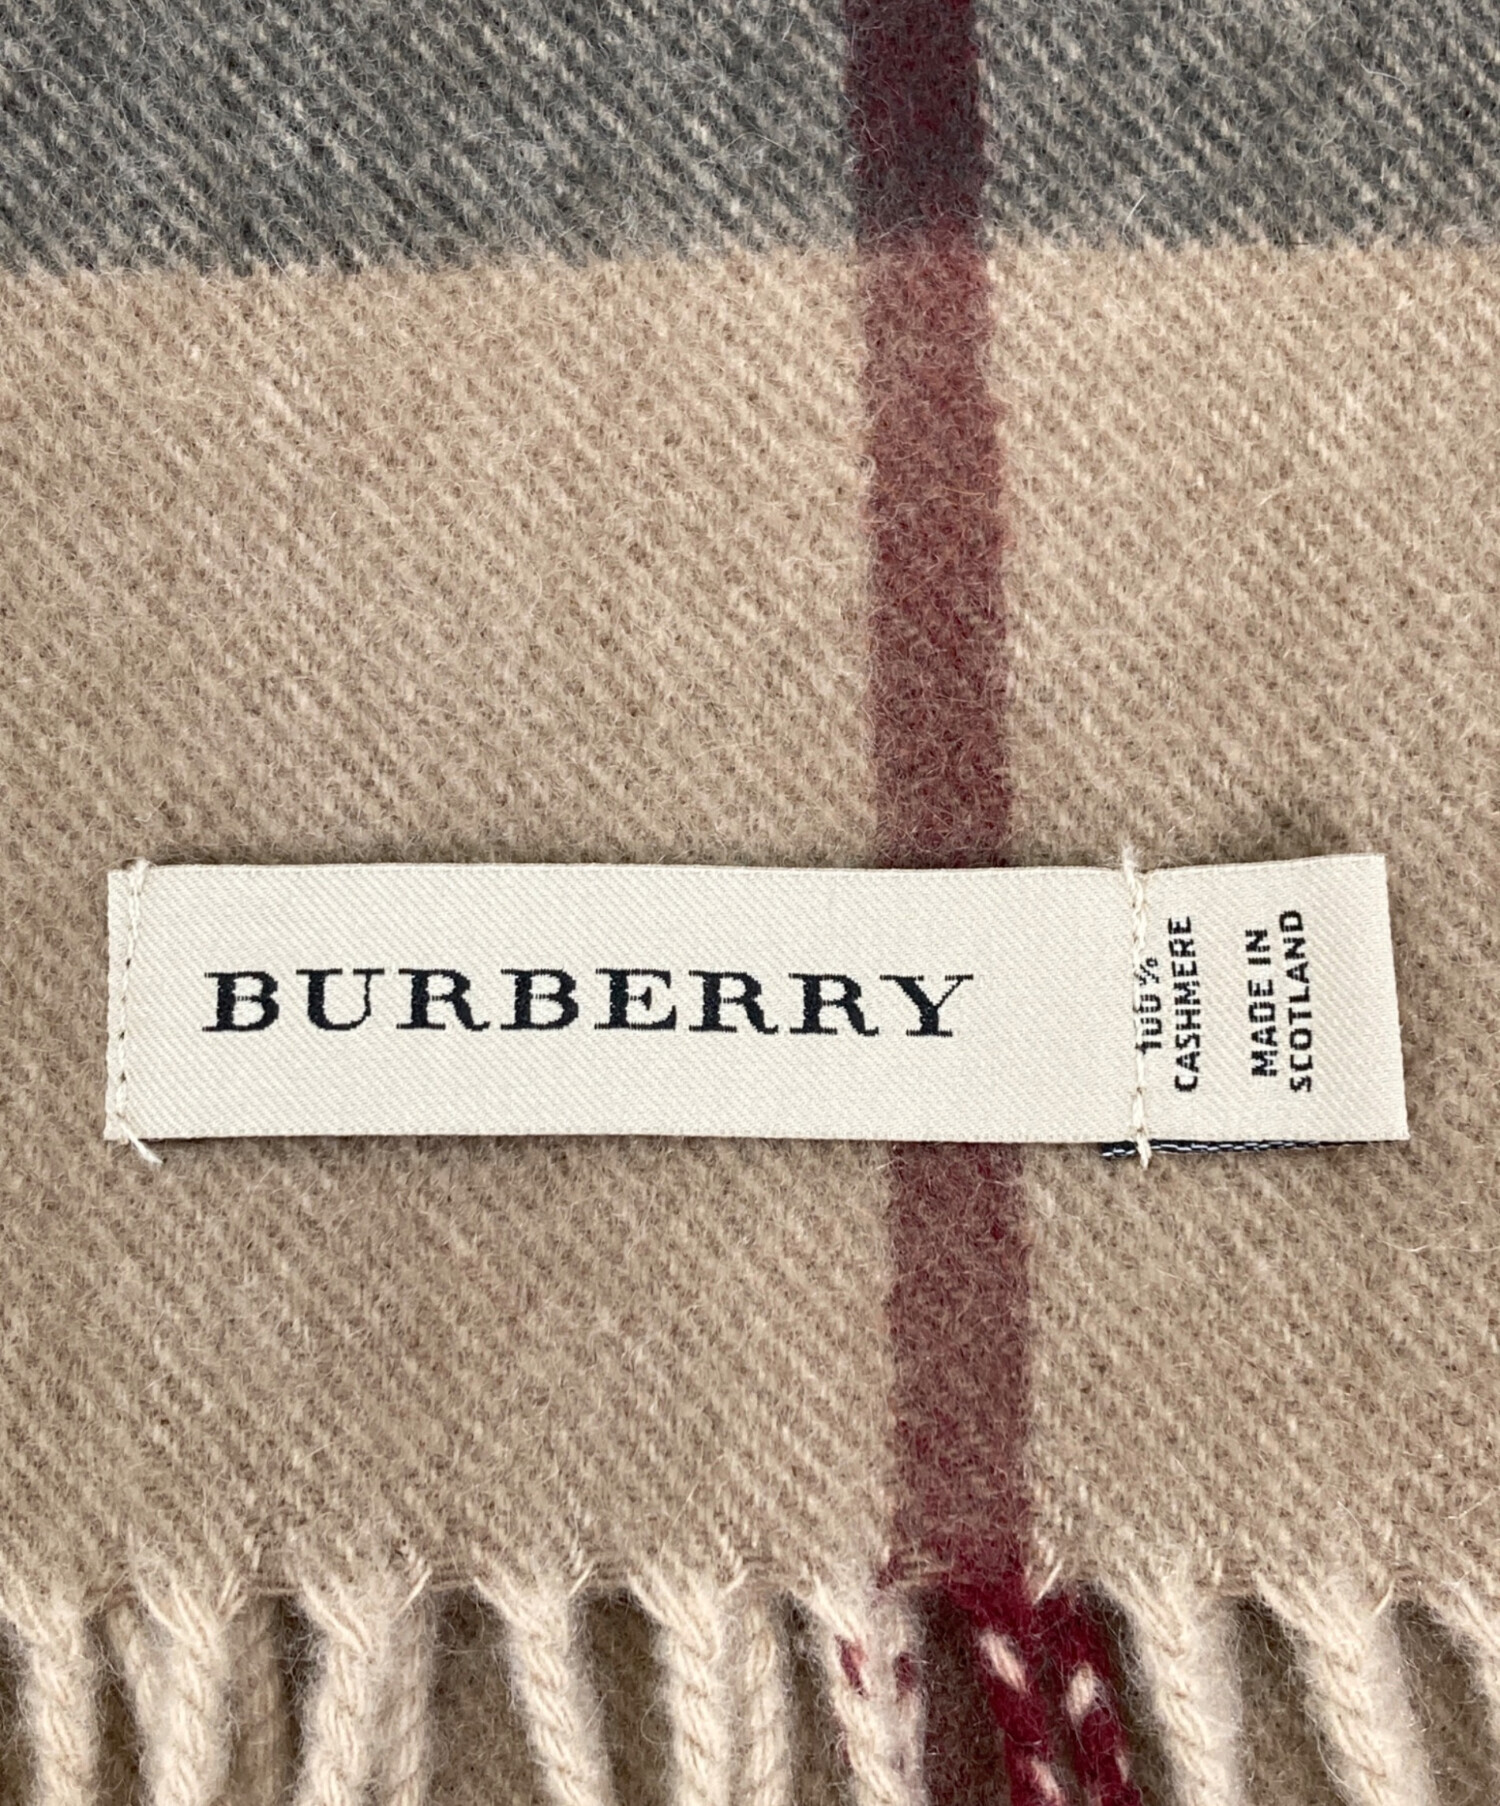 BURBERRY
100%
CASHMERE
MADE IN
SCOTLAND